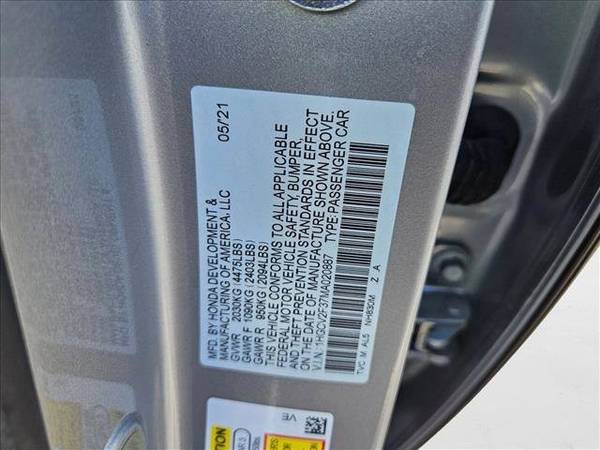 MFD. BY HONDA DEVELOPMENT &
MANUFACTURING OF AMERICA, LLC 05/21
GVWR 2030KG (4475LBS)
GAWR F 1090KG (2403LBS)
GAWR R 950KG (2094LBS)
THIS VEHICLE CONFORMS TO ALL APPLICABLE
FEDERAL MOTOR VEHICLE SAFETY, BUMPER,
AND THEFT PREVENTION STANDARDS IN EFFECT
ON THE DATE OF MANUFACTURE SHOWN ABOVE.
V.I.N.: 1HGCV2F37MA020887 TYPE: PASSENGER CAR
TVC M AL5 NH830M Z A